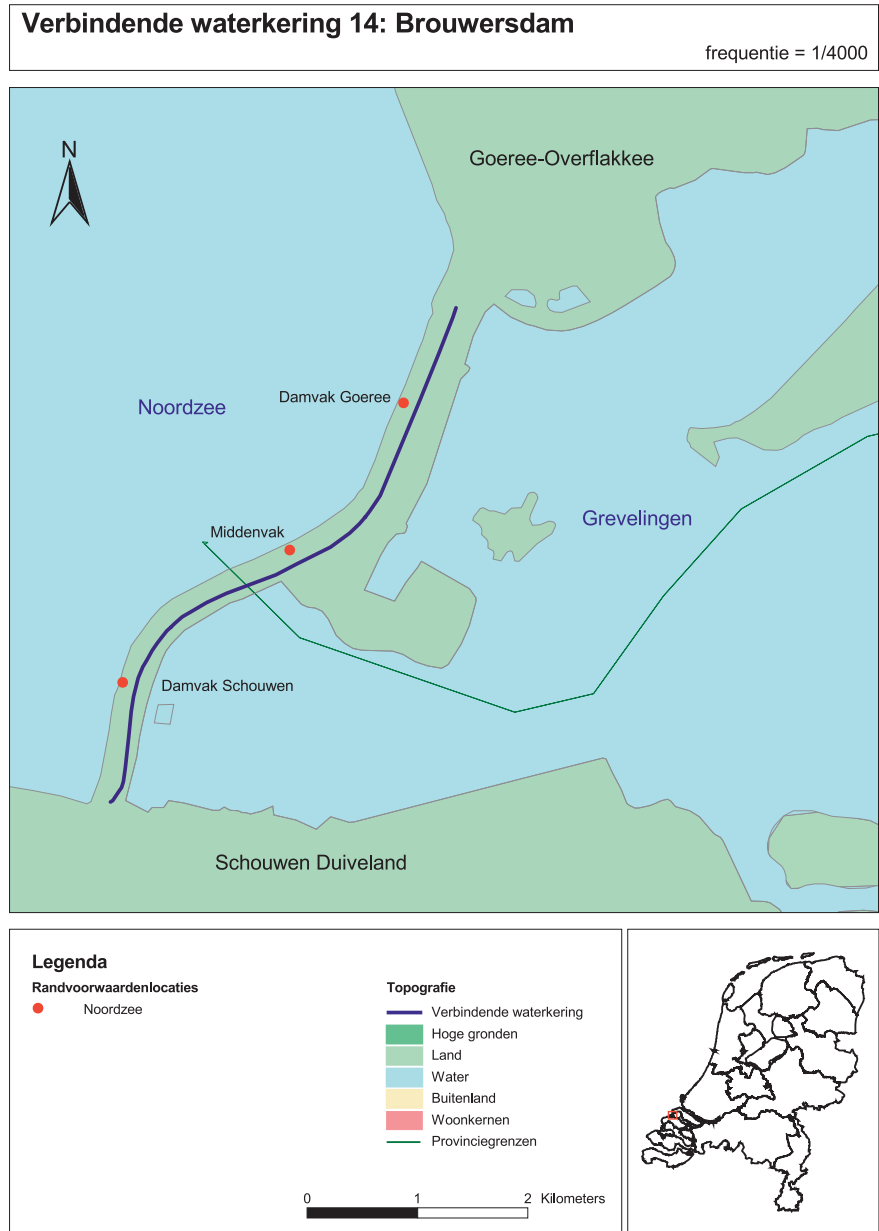 Verbindende waterkering 14: Brouwersdam
frequentie = 1/4000
N
Goeree-Overflakkee
Damvak Goeree
Noordzee
Grevelingen
Middenvak
Damvak Schouwen
Schouwen Duiveland
Legenda
Randvoorwaardenlocaties
Noordzee
Topografie
Verbindende waterkering
Hoge gronden
Land
Water
Buitenland
Woonkernen
Provinciegrenzen
0 1 2 Kilometers